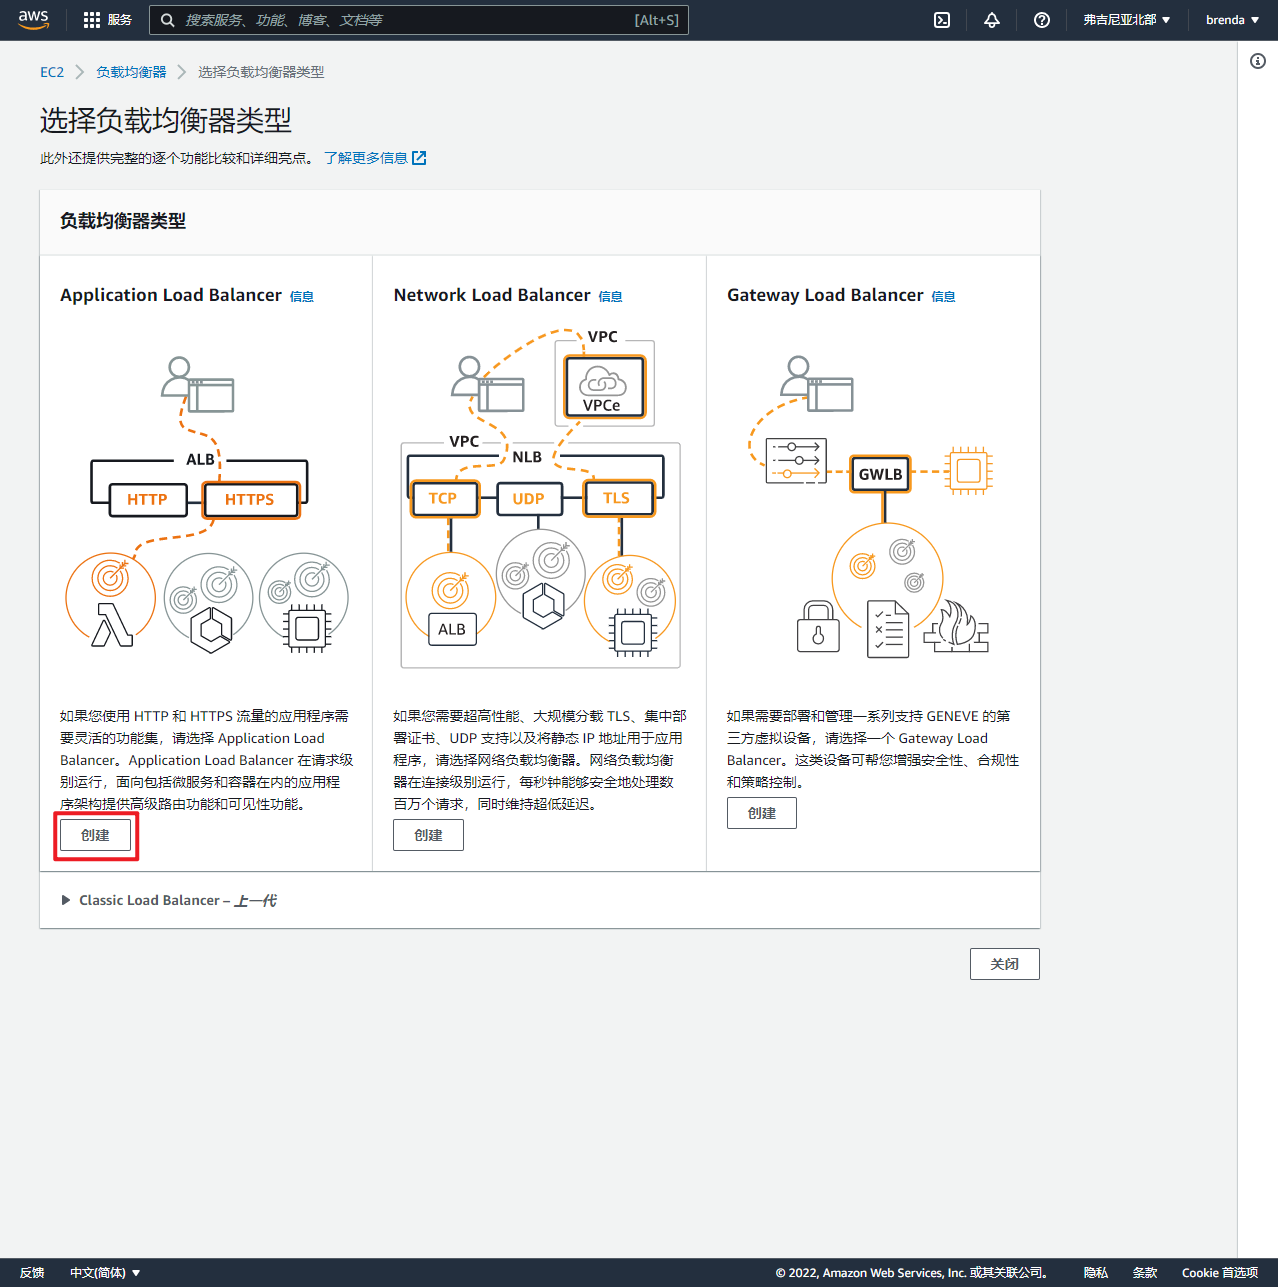 aws
服务
搜索服务、功能、博客、文档等
[Alt+S]
弗吉尼亚北部
brenda
EC2
负载均衡器
选择负载均衡器类型
选择负载均衡器类型
此外还提供完整的逐个功能比较和详细亮点。 了解更多信息
负载均衡器类型
Application Load Balancer 信息
ALB
HTTP
HTTPS
如果您使用 HTTP 和 HTTPS 流量的应用程序需
要灵活的功能集，请选择 Application Load
Balancer。Application Load Balancer 在请求级
别运行，面向包括微服务和容器在内的应用程
序架构提供高级路由功能和可见性功能。
创建
Network Load Balancer 信息
VPC
VPCe
VPC
NLB
TCP
UDP
TLS
ALB
如果您需要超高性能、大规模分载 TLS、集中部
署证书、UDP 支持以及将静态 IP 地址用于应用
程序，请选择网络负载均衡器。网络负载均衡
器在连接级别运行，每秒钟能够安全地处理数
百万个请求，同时维持超低延迟。
创建
Gateway Load Balancer 信息
GWLB
如果需要部署和管理一系列支持 GENEVE 的第
三方虚拟设备，请选择一个 Gateway Load
Balancer。这类设备可帮您增强安全性、合规性
和策略控制。
创建
Classic Load Balancer – 上一代
关闭
反馈
中文(简体)
© 2022, Amazon Web Services, Inc. 或其关联公司。
隐私
条款
Cookie 首选项